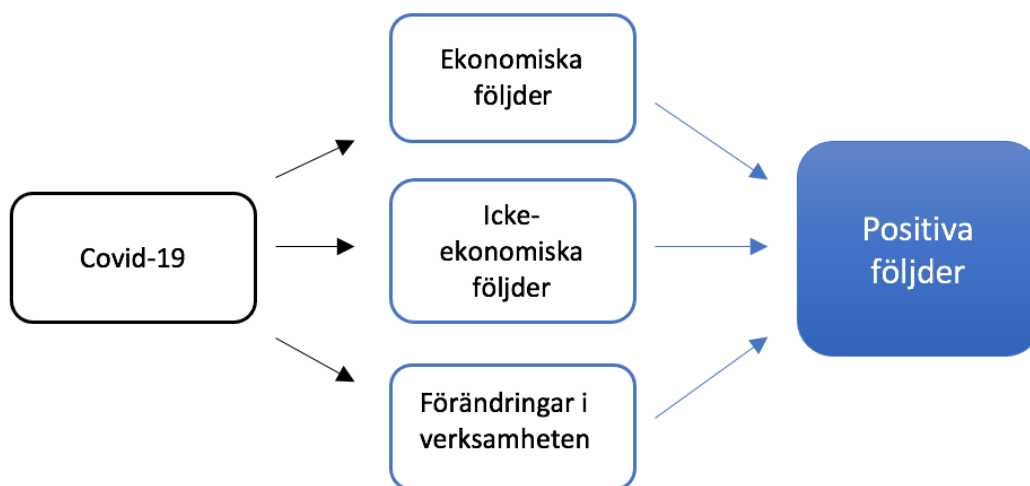 Ekonomiska
följder
Covid-19
Icke-
ekonomiska
följder
Positiva
följder
Förändringar i
verksamheten